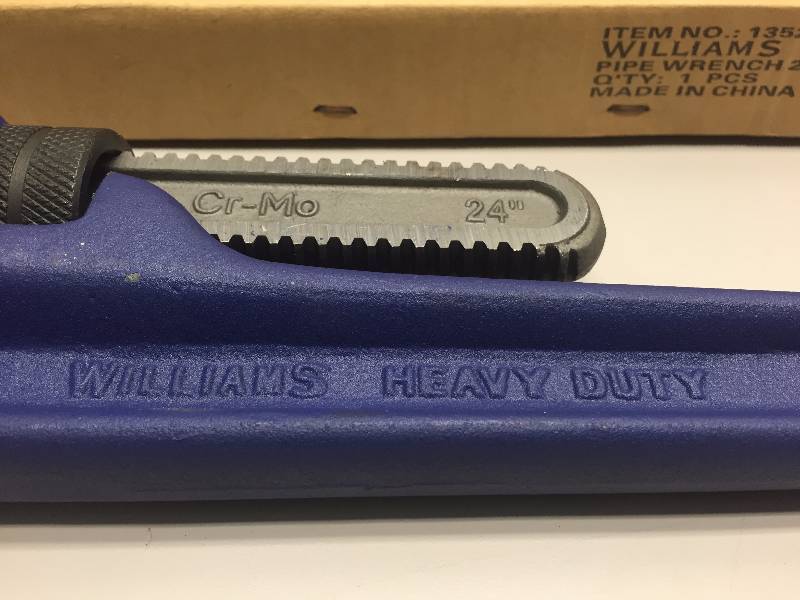 ITEM NO.: 1352
WILLIAMS
PIPE WRENCH 2
Q'TY: 1 PCS
MADE IN CHINA
Cr-Mo 24"
WILLIAMS HEAVY DUTY